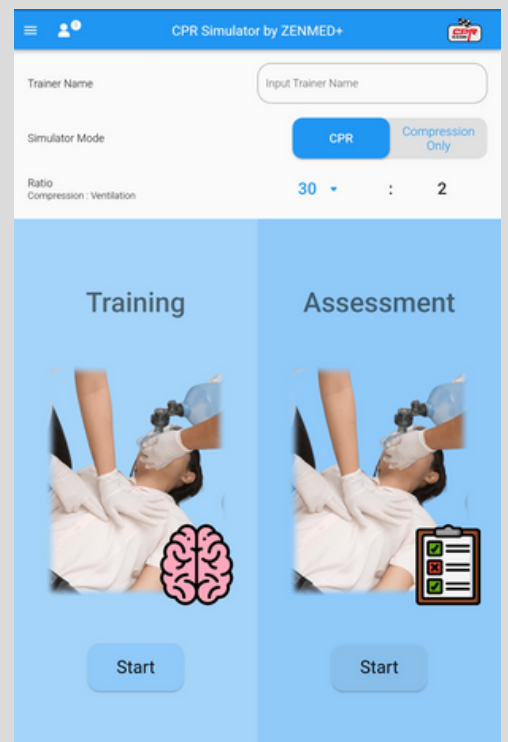 CPR Simulator by ZENMED+
CPR
Trainer Name
Input Trainer Name
Simulator Mode
CPR
Compression
Only
Ratio
Compression : Ventilation
30 : 2
Training
Assessment
Start
Start